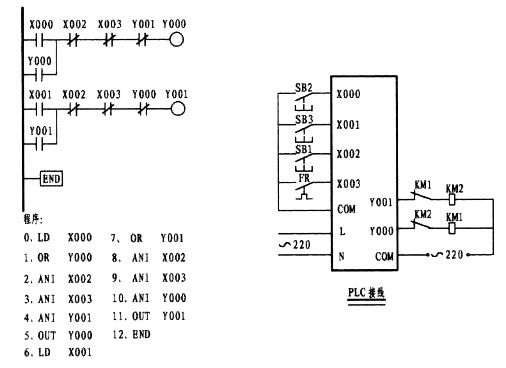 X000 X002 X003 Y001 Y000
Y000
X001 X002 X003 Y000 Y001
Y001
END
程序:
0. LD X000
1. OR Y000
2. ANI X002
3. ANI X003
4. ANI Y001
5. OUT Y000
6. LD X001
7、 OR Y001
8. ANI X002
9. ANI X003
10. ANI Y000
11. OUT Y001
12. END
SB2 X000
SB3 X001
SB1 X002
FR X003
COM
L
~220
N
Y001 KM1 KM2
Y000 KM2 KM1
COM ~220
PLC接线